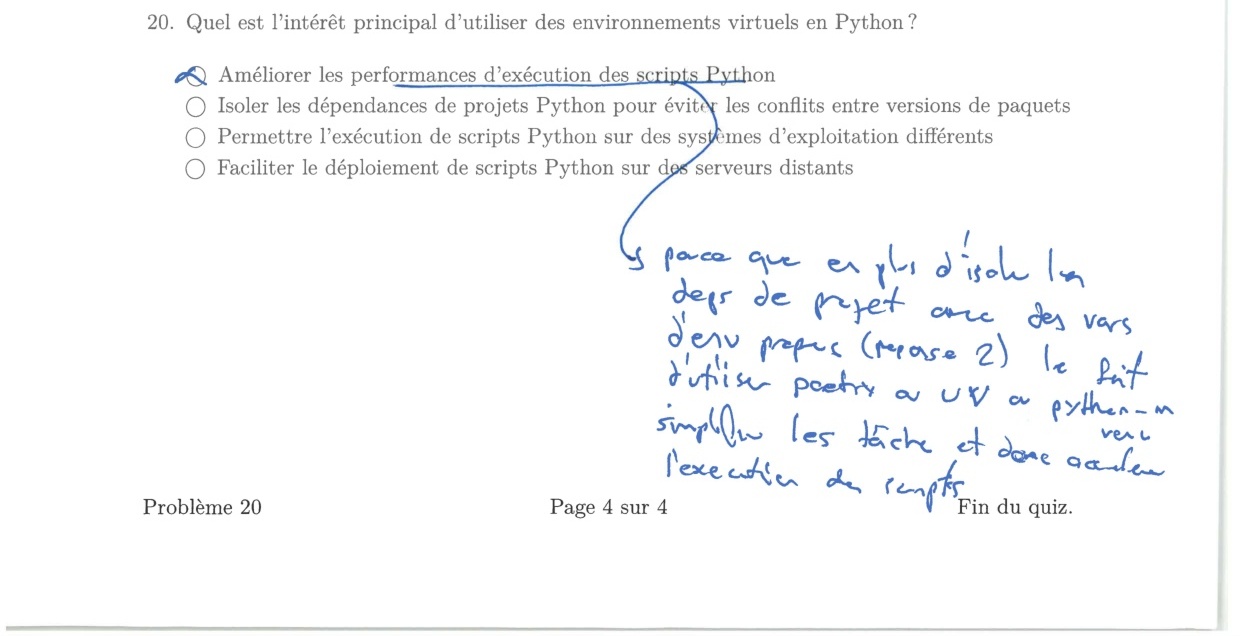 20. Quel est l'intérêt principal d'utiliser des environnements virtuels en Python ?
Améliorer les performances d'exécution des scripts Python
Isoler les dépendances de projets Python pour éviter les conflits entre versions de paquets
Permettre l'exécution de scripts Python sur des systèmes d'exploitation différents
Faciliter le déploiement de scripts Python sur des serveurs distants
parce que en plus d'isoler les
deps de projet avec des vars
d'env propres (reponse 2) le fait
d'utiliser poetry ou UV ou python -m
venv
les tâche et donc
l'execution des scripts
Problème 20
Page 4 sur 4
Fin du quiz.